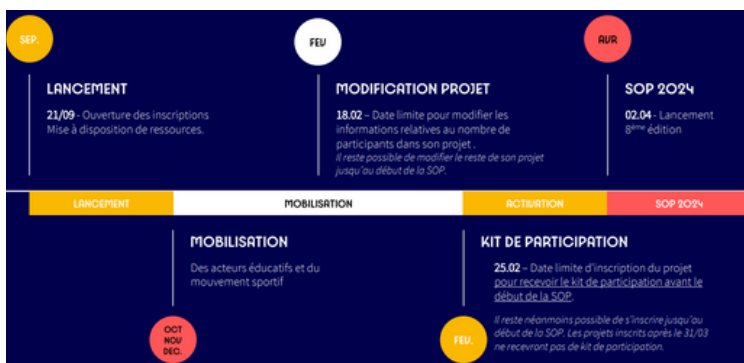 SEP.
FEV
AVR
LANCEMENT
21/09 - Ouverture des inscriptions
Mise à disposition de ressources.
MODIFICATION PROJET
18.02 – Date limite pour modifier les
informations relatives au nombre de
participants dans son projet .
Il reste possible de modifier le reste de son projet
jusqu'au début de la SOP.
SOP 2024
02.04 - Lancement
8ème édition
LANCEMENT
MOBILISATION
ACTIVATION
SOP 2024
MOBILISATION
Des acteurs éducatifs et du
mouvement sportif
OCT
NOV
DEC.
KIT DE PARTICIPATION
25.02 – Date limite d'inscription du projet
pour recevoir le kit de participation avant le
début de la SOP.
Il reste néanmoins possible de s'inscrire jusqu'au
début de la SOP. Les projets inscrits après le 31/03
ne recevront pas de kit de participation.
FEV.